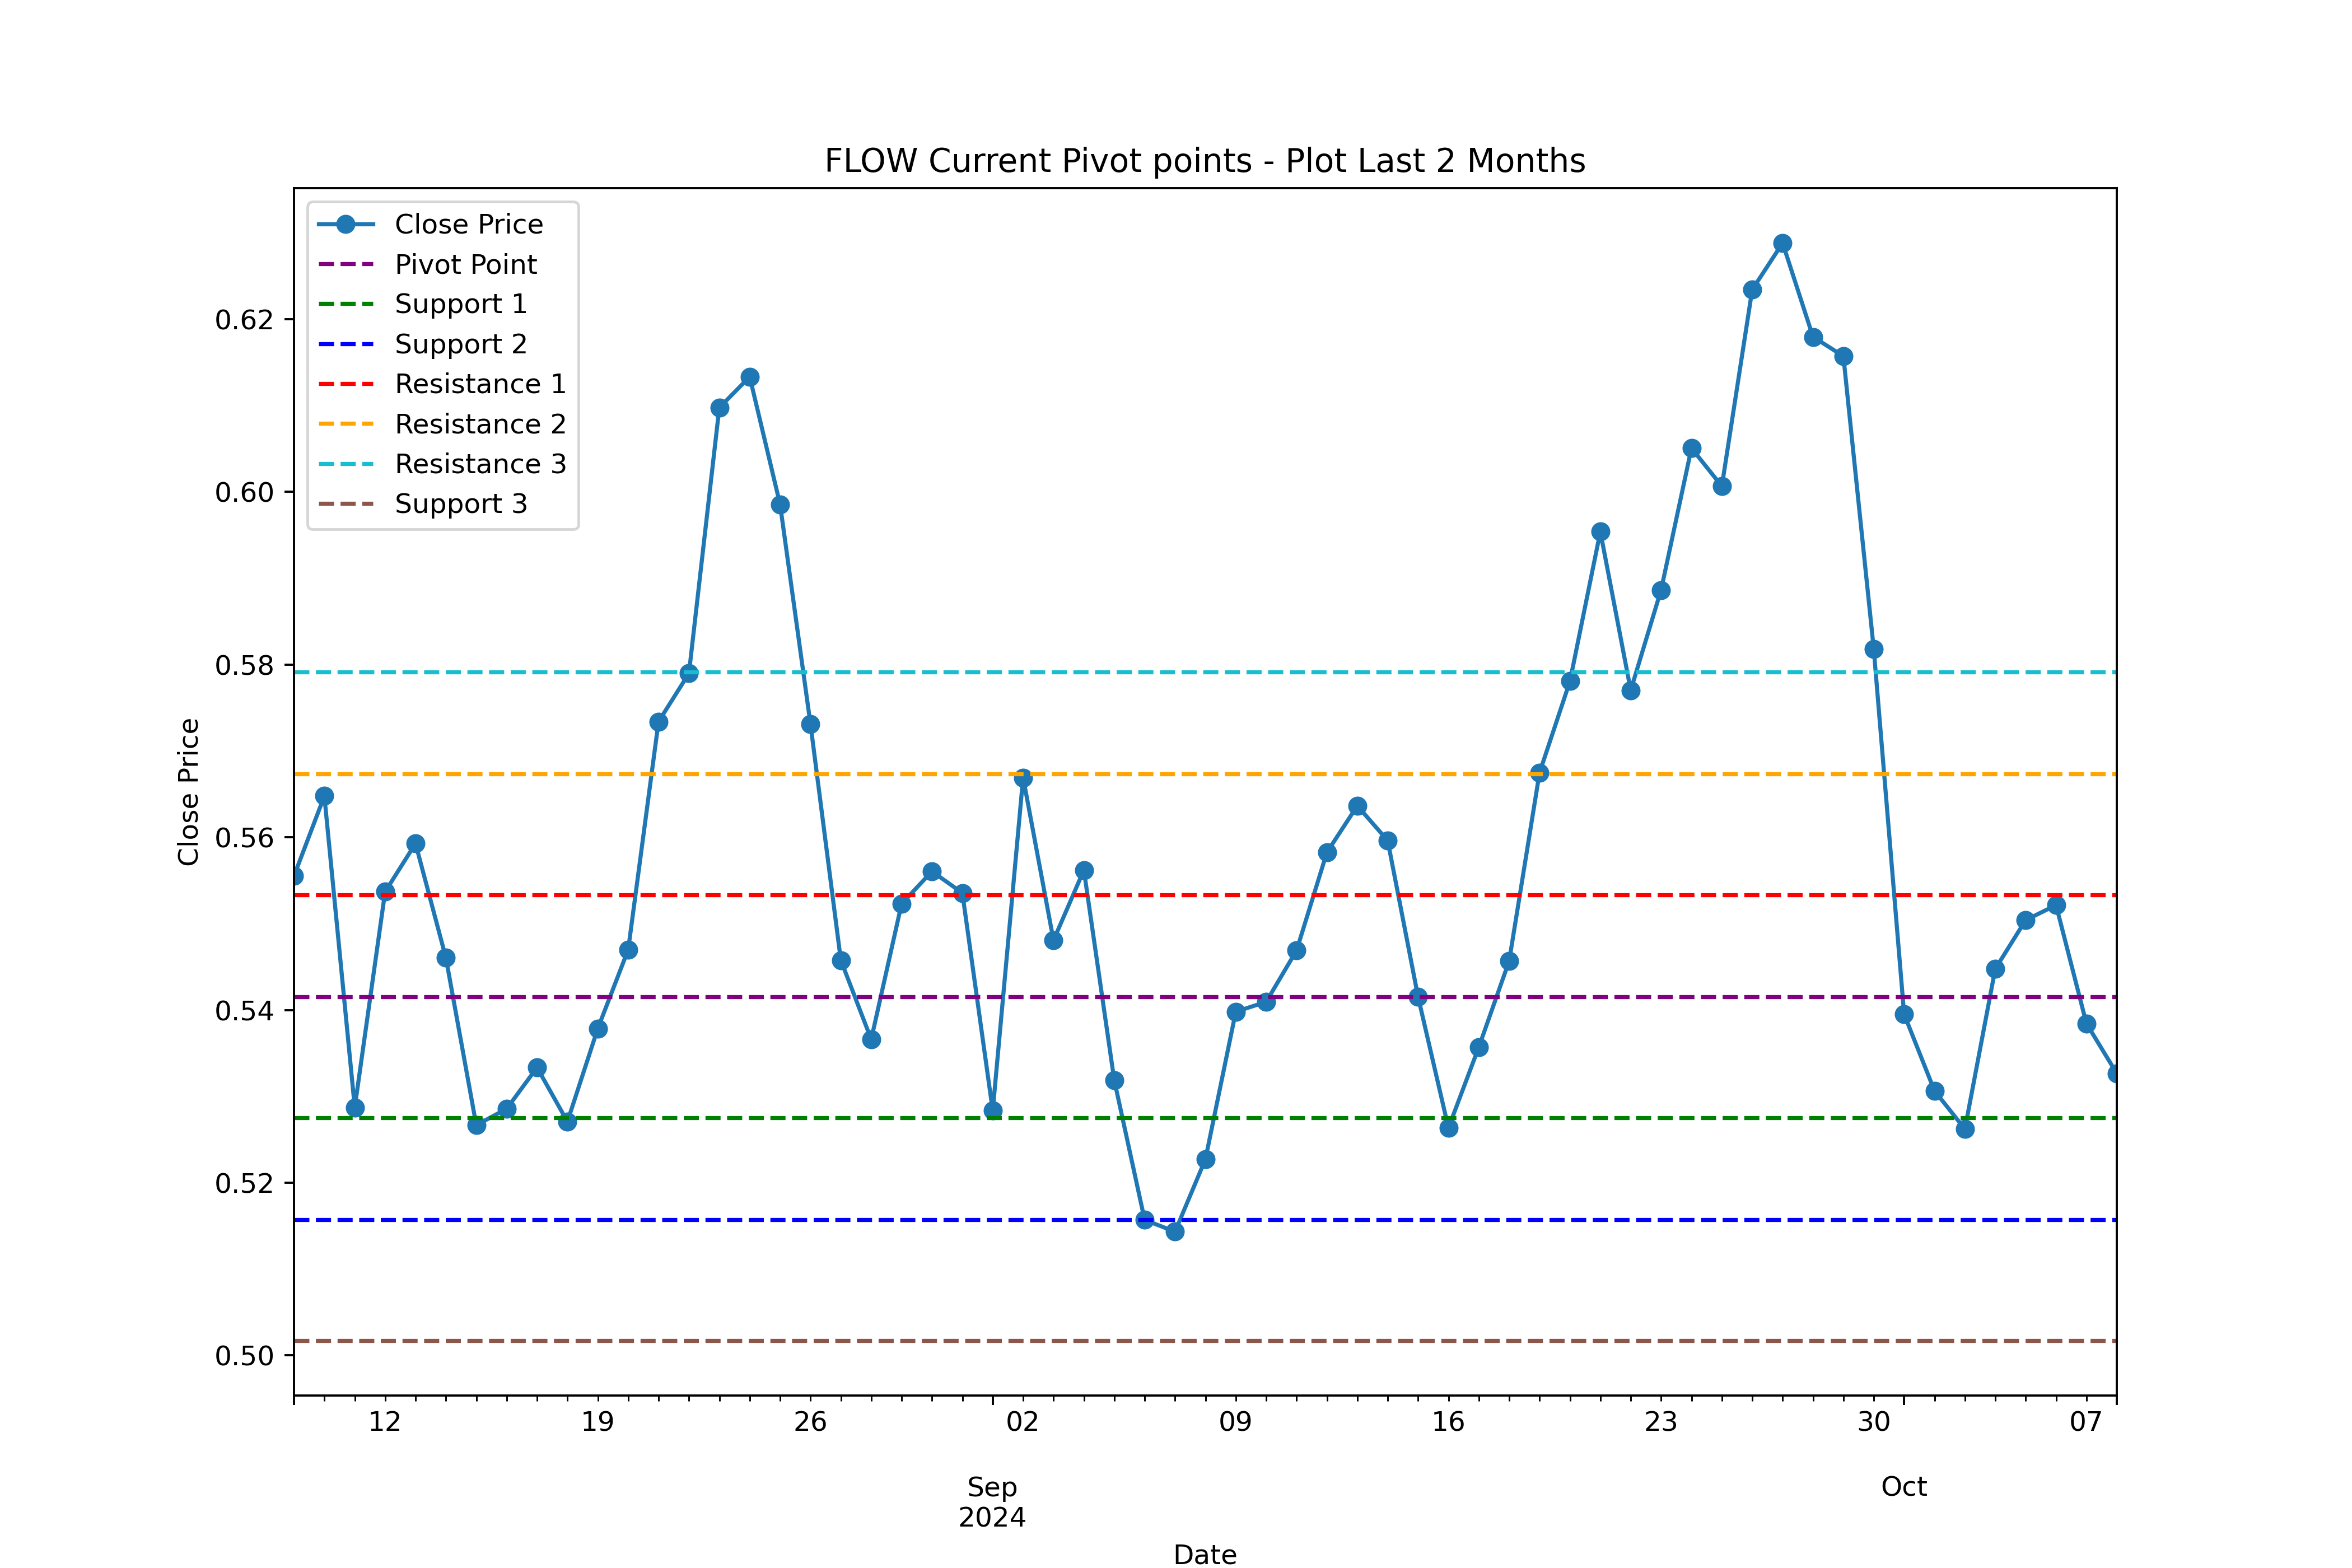 FLOW Current Pivot points - Plot Last 2 Months
Close Price
Pivot Point
Support 1
Support 2
Resistance 1
Resistance 2
Resistance 3
Support 3
Close Price
0.62
0.60
0.58
0.56
0.54
0.52
0.50
12 19 26 02 09 16 23 30 07
Sep Oct
2024
Date